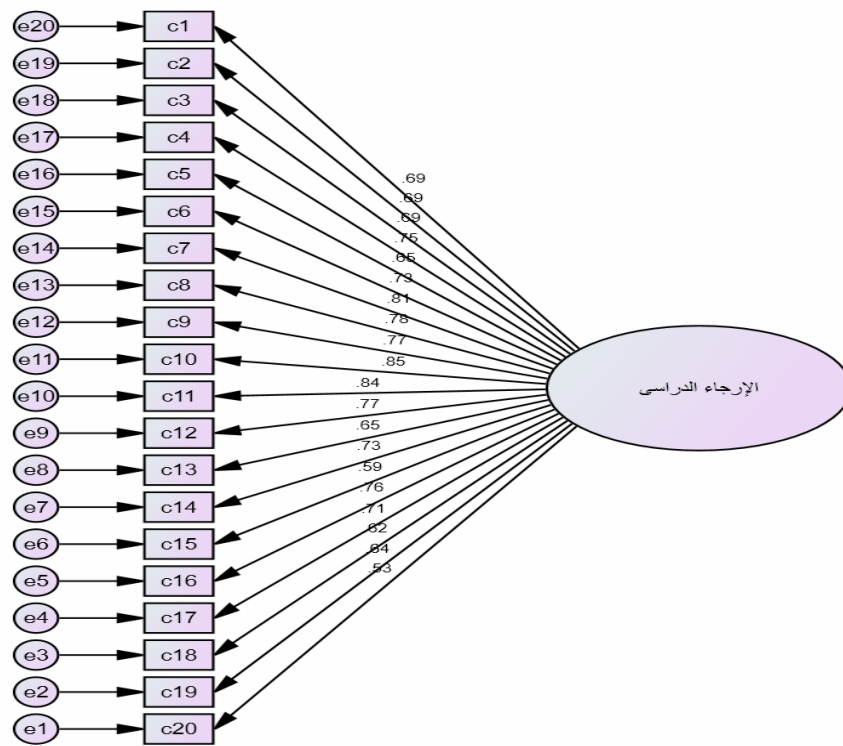 e20 c1
e19 c2
e18 c3
e17 c4
e16 c5
e15 c6
e14 c7
e13 c8
e12 c9
e11 c10
e10 c11
e9 c12
e8 c13
e7 c14
e6 c15
e5 c16
e4 c17
e3 c18
e2 c19
e1 c20
.69
.69
.69
.75
.65
.73
.81
.78
.77
.85
.84
.77
.65
.73
.59
.76
.71
.62
.64
.53
الإرجاء الدراسى